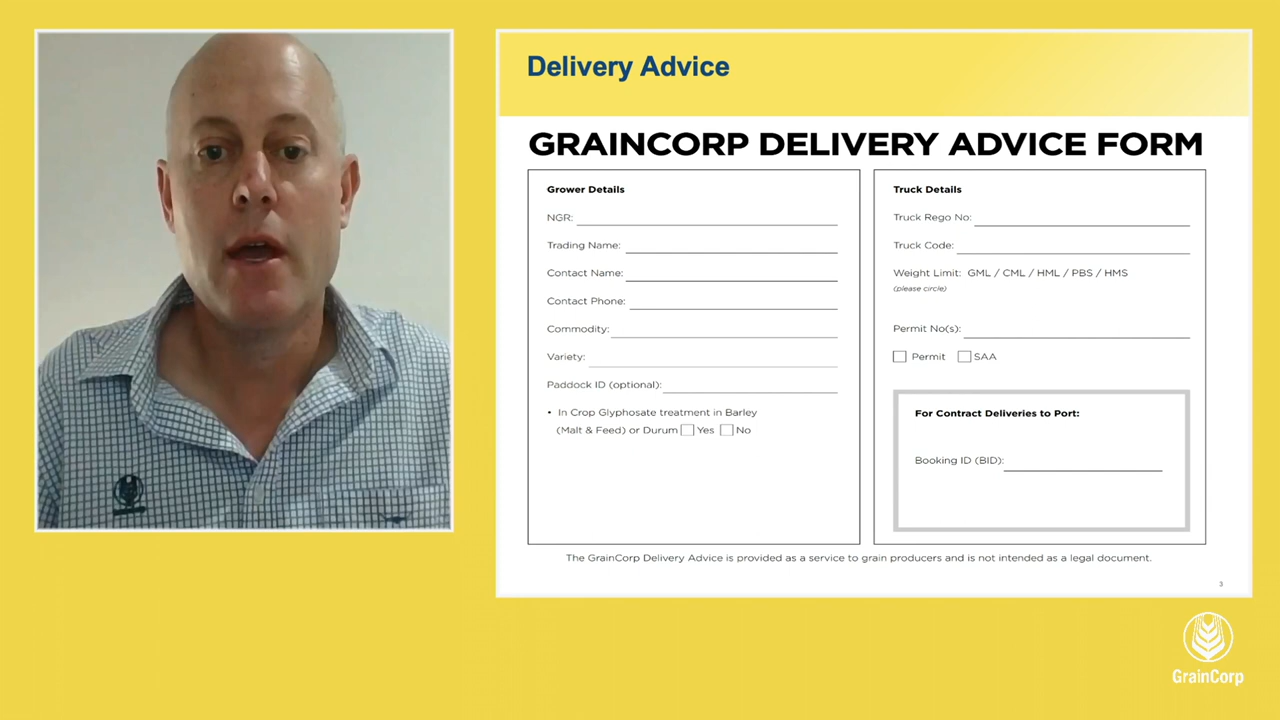 Delivery Advice
GRAINCORP DELIVERY ADVICE FORM
Grower Details
NGR:
Trading Name:
Contact Name:
Contact Phone:
Commodity:
Variety:
Paddock ID (optional):
• In Crop Glyphosate treatment in Barley
(Malt & Feed) or Durum Yes No
Truck Details
Truck Rego No:
Truck Code:
Weight Limit: GML / CML / HML / PBS / HMS
(please circle)
Permit No(s):
Permit SAA
For Contract Deliveries to Port:
Booking ID (BID):
The GrainCorp Delivery Advice is provided as a service to grain producers and is not intended as a legal document.
3
GrainCorp